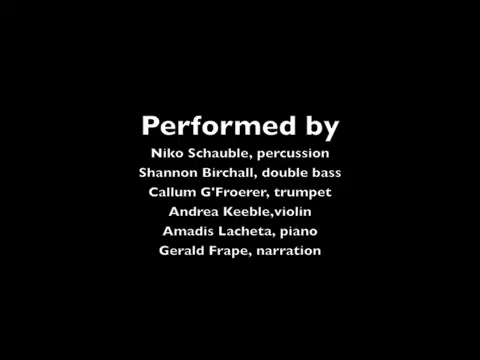 Performed by
Niko Schauble, percussion
Shannon Birchall, double bass
Callum G'Froerer, trumpet
Andrea Keeble,violin
Amadis Lacheta, piano
Gerald Frape, narration